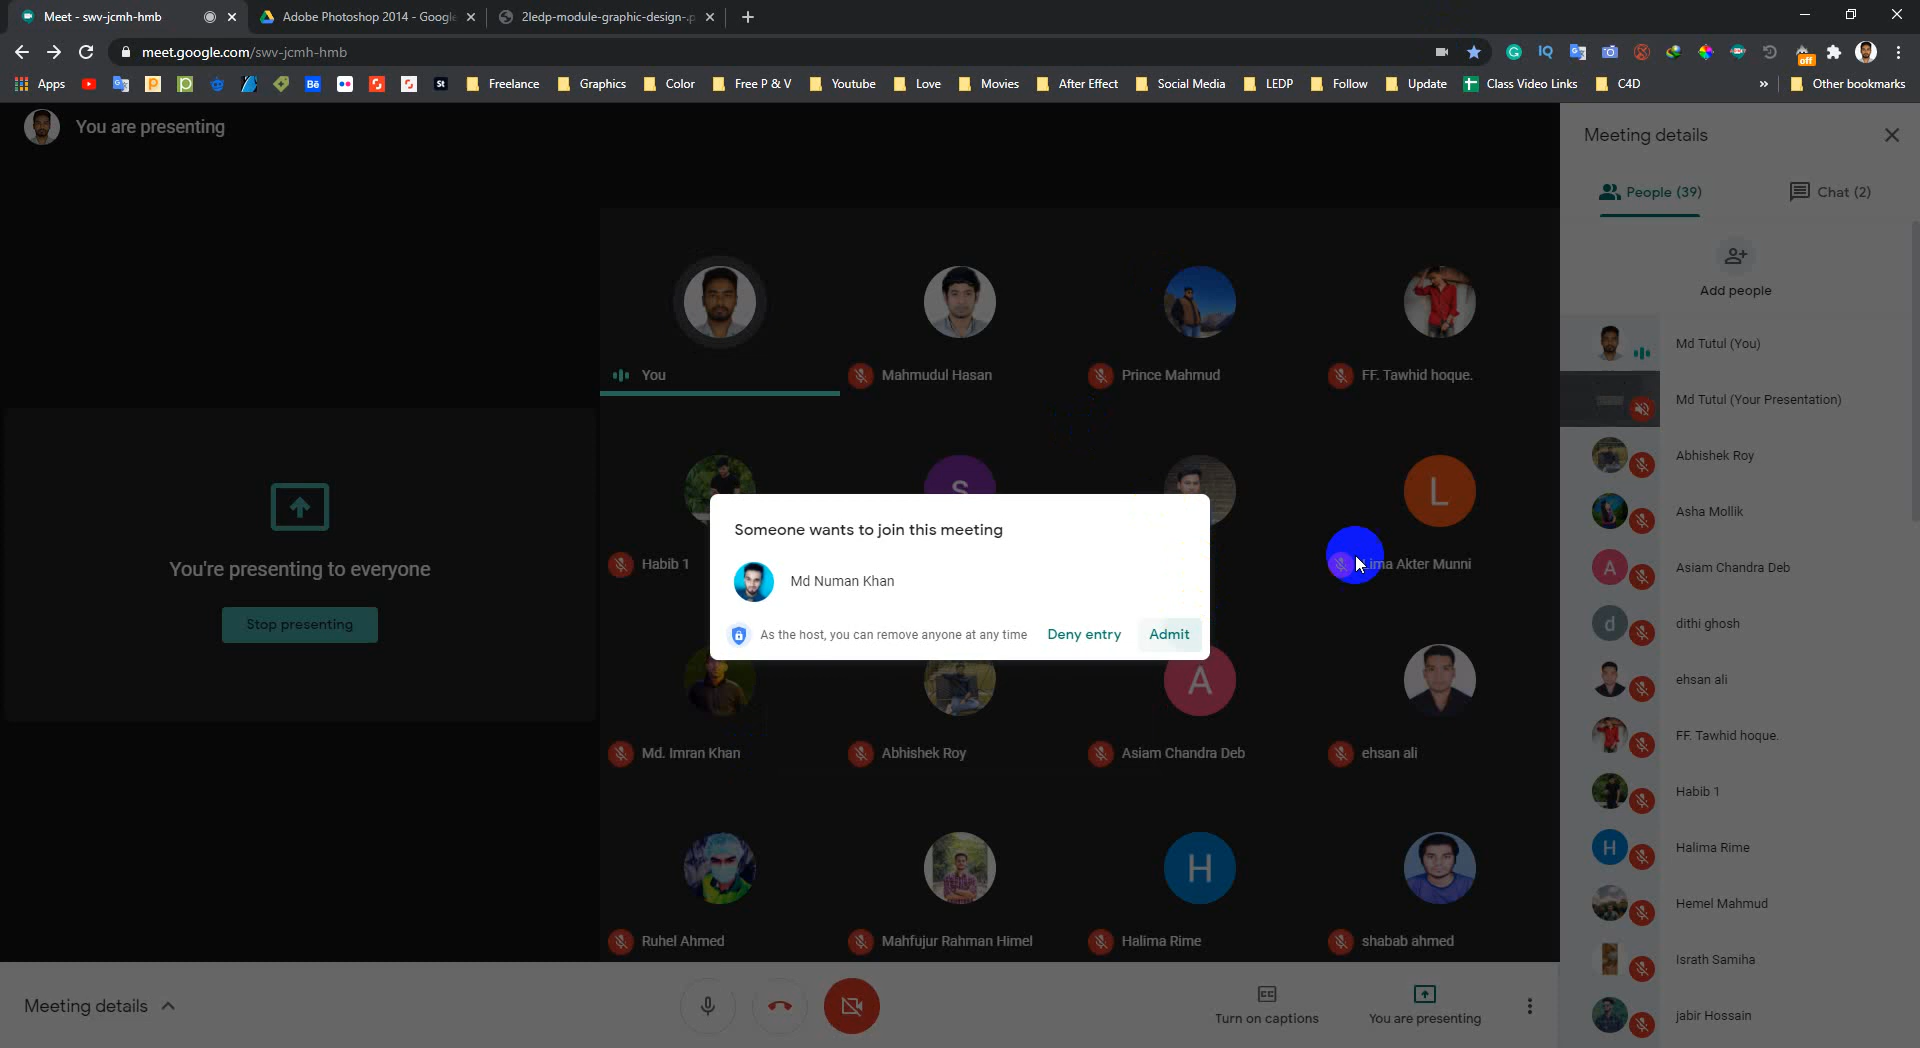 Meet - swv-jcmh-hmb
Adobe Photoshop 2014 - Google
2ledp-module-graphic-design-.p
meet.google.com/swv-jcmh-hmb
IQ
off
Apps
Bē
St
Freelance
Graphics
Color
Free P & V
Youtube
Love
Movies
After Effect
Social Media
LEDP
Follow
Update
Class Video Links
C4D
»
Other bookmarks
You are presenting
Meeting details
People (39)
Chat (2)
Add people
You
Mahmudul Hasan
Prince Mahmud
FF. Tawhid hoque.
Md Tutul (You)
Md Tutul (Your Presentation)
Abhishek Roy
Asha Mollik
A
Asiam Chandra Deb
d
dithi ghosh
ehsan ali
FF. Tawhid hoque.
Habib 1
H
Halima Rime
Hemel Mahmud
Israth Samiha
jabir Hossain
S
L
Habib 1
Lima Akter Munni
Someone wants to join this meeting
Md Numan Khan
As the host, you can remove anyone at any time
Deny entry
Admit
You're presenting to everyone
Stop presenting
A
Md. Imran Khan
Abhishek Roy
Asiam Chandra Deb
ehsan ali
H
Ruhel Ahmed
Mahfujur Rahman Himel
Halima Rime
shabab ahmed
Meeting details
CC
Turn on captions
You are presenting